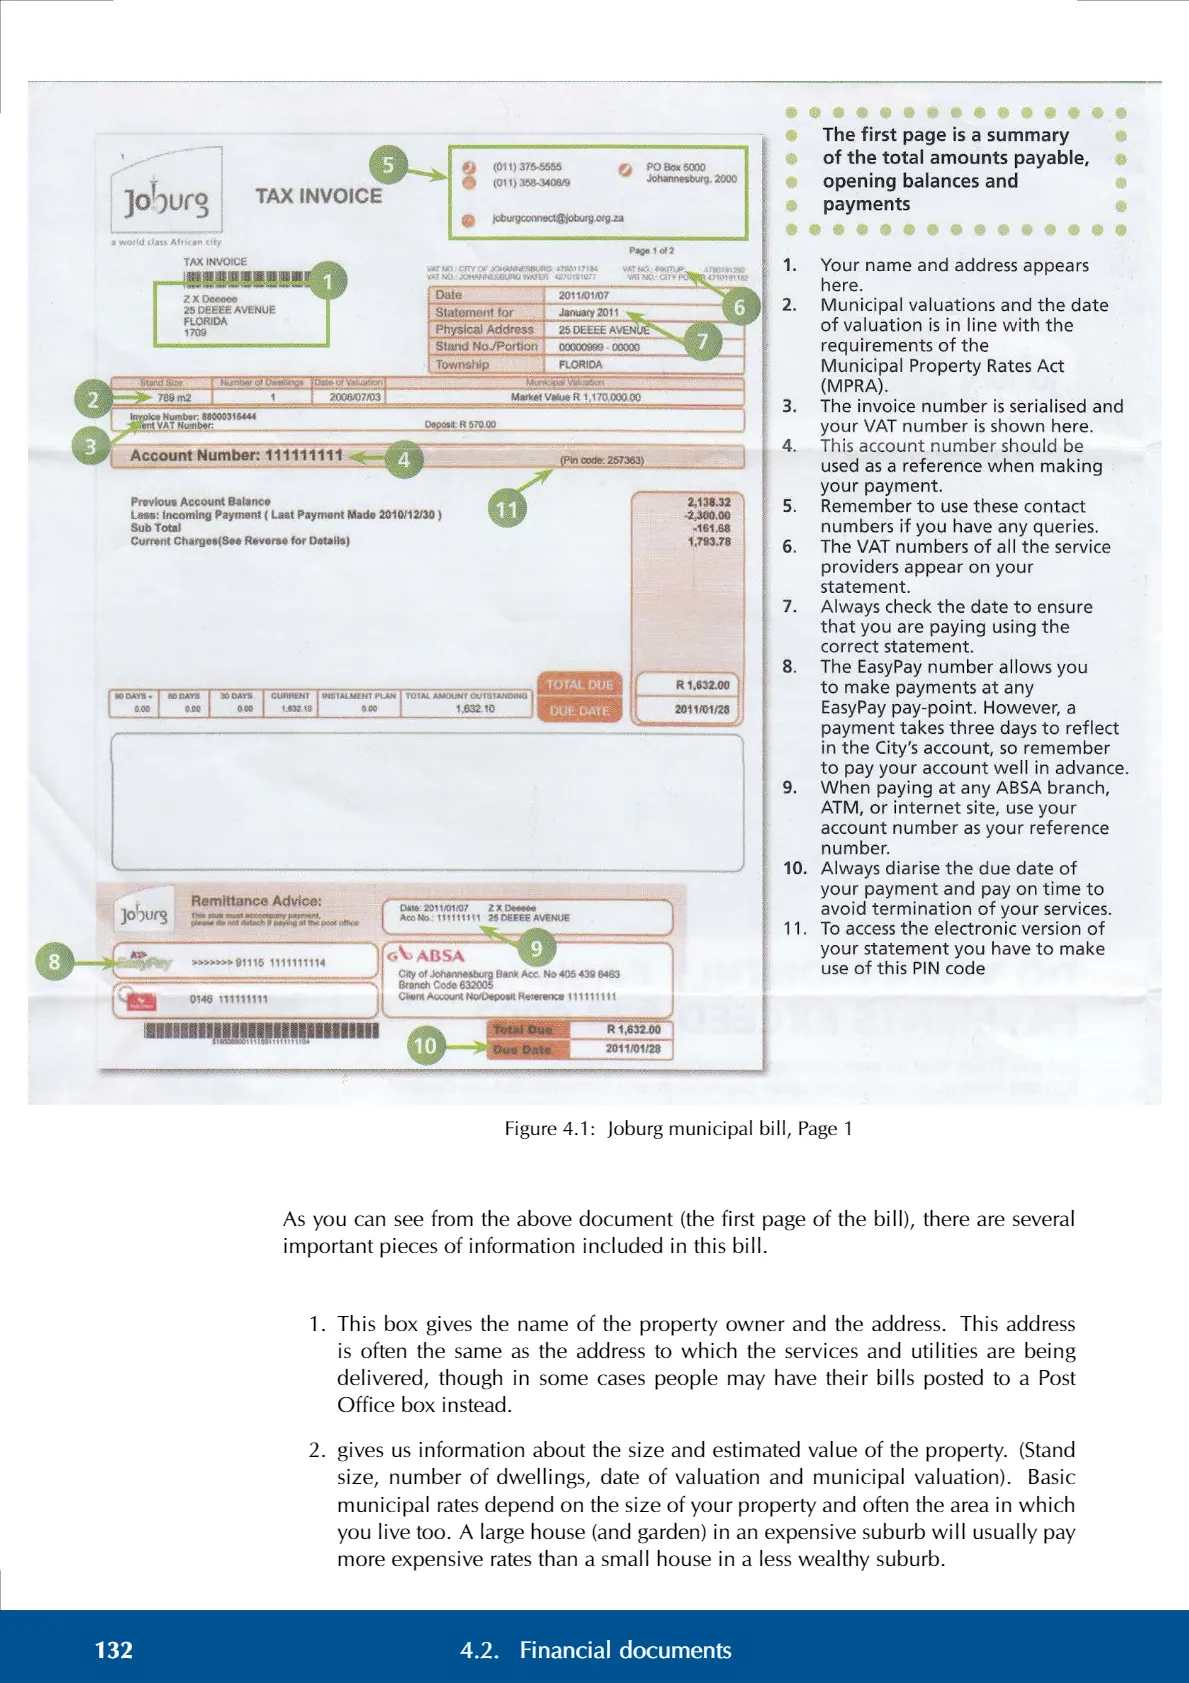 Joburg
a world class African city
TAX INVOICE
5
(011) 375-5555
(011) 358-3408/9
PO Box 5000
Johannesburg, 2000
joburgconnect@joburg.org.za
Page 1 of 2
TAX INVOICE
1
Z X Deeeee
25 DEEEE AVENUE
FLORIDA
1709
VAT NO.: CITY OF JOHANNESBURG: 4760117194
VAT NO.: PIKITUP
VAT NO.: JOHANNESBURG WATER: 4270191077
6
Date 2011/01/07
Statement for January 2011
Physical Address 25 DEEEE AVENUE
Stand No./Portion 00000999 - 00000
Township FLORIDA
7
2
Stand Size Number of Dwellings Date of Valuation Municipal Valuation
789 m2 1 2008/07/03 Market Value R 1,170,000.00
3
Invoice Number: 88000316444
Client VAT Number: Deposit: R 570.00
Account Number: 111111111
4
(Pin code: 257363)
11
Previous Account Balance 2,138.32
Less: Incoming Payment ( Last Payment Made 2010/12/30 ) -2,300.00
Sub Total -161.68
Current Charges(See Reverse for Details) 1,793.78
90 DAYS + 60 DAYS 30 DAYS CURRENT INSTALMENT PLAN TOTAL AMOUNT OUTSTANDING
0.00 0.00 0.00 1,632.10 0.00 1,632.10
TOTAL DUE R 1,632.00
DUE DATE 2011/01/28
Joburg
Remittance Advice:
This stub must accompany payment,
please do not detach if paying at the post office
Date: 2011/01/07 Z X Deeeee
Acc No.: 111111111 25 DEEEE AVENUE
8
EasyPay >>>>>>> 91115 1111111114
9
ABSA
City of Johannesburg Bank Acc. No 405 439 8463
Branch Code 632005
Client Account No/Deposit Reference 111111111
0146 111111111
10
Total Due R 1,632.00
Due Date 2011/01/28
The first page is a summary
of the total amounts payable,
opening balances and
payments
1. Your name and address appears
here.
2. Municipal valuations and the date
of valuation is in line with the
requirements of the
Municipal Property Rates Act
(MPRA).
3. The invoice number is serialised and
your VAT number is shown here.
4. This account number should be
used as a reference when making
your payment.
5. Remember to use these contact
numbers if you have any queries.
6. The VAT numbers of all the service
providers appear on your
statement.
7. Always check the date to ensure
that you are paying using the
correct statement.
8. The EasyPay number allows you
to make payments at any
EasyPay pay-point. However, a
payment takes three days to reflect
in the City's account, so remember
to pay your account well in advance.
9. When paying at any ABSA branch,
ATM, or internet site, use your
account number as your reference
number.
10. Always diarise the due date of
your payment and pay on time to
avoid termination of your services.
11. To access the electronic version of
your statement you have to make
use of this PIN code
Figure 4.1: Joburg municipal bill, Page 1
As you can see from the above document (the first page of the bill), there are several
important pieces of information included in this bill.
1. This box gives the name of the property owner and the address. This address
is often the same as the address to which the services and utilities are being
delivered, though in some cases people may have their bills posted to a Post
Office box instead.
2. gives us information about the size and estimated value of the property. (Stand
size, number of dwellings, date of valuation and municipal valuation). Basic
municipal rates depend on the size of your property and often the area in which
you live too. A large house (and garden) in an expensive suburb will usually pay
more expensive rates than a small house in a less wealthy suburb.
132
4.2. Financial documents